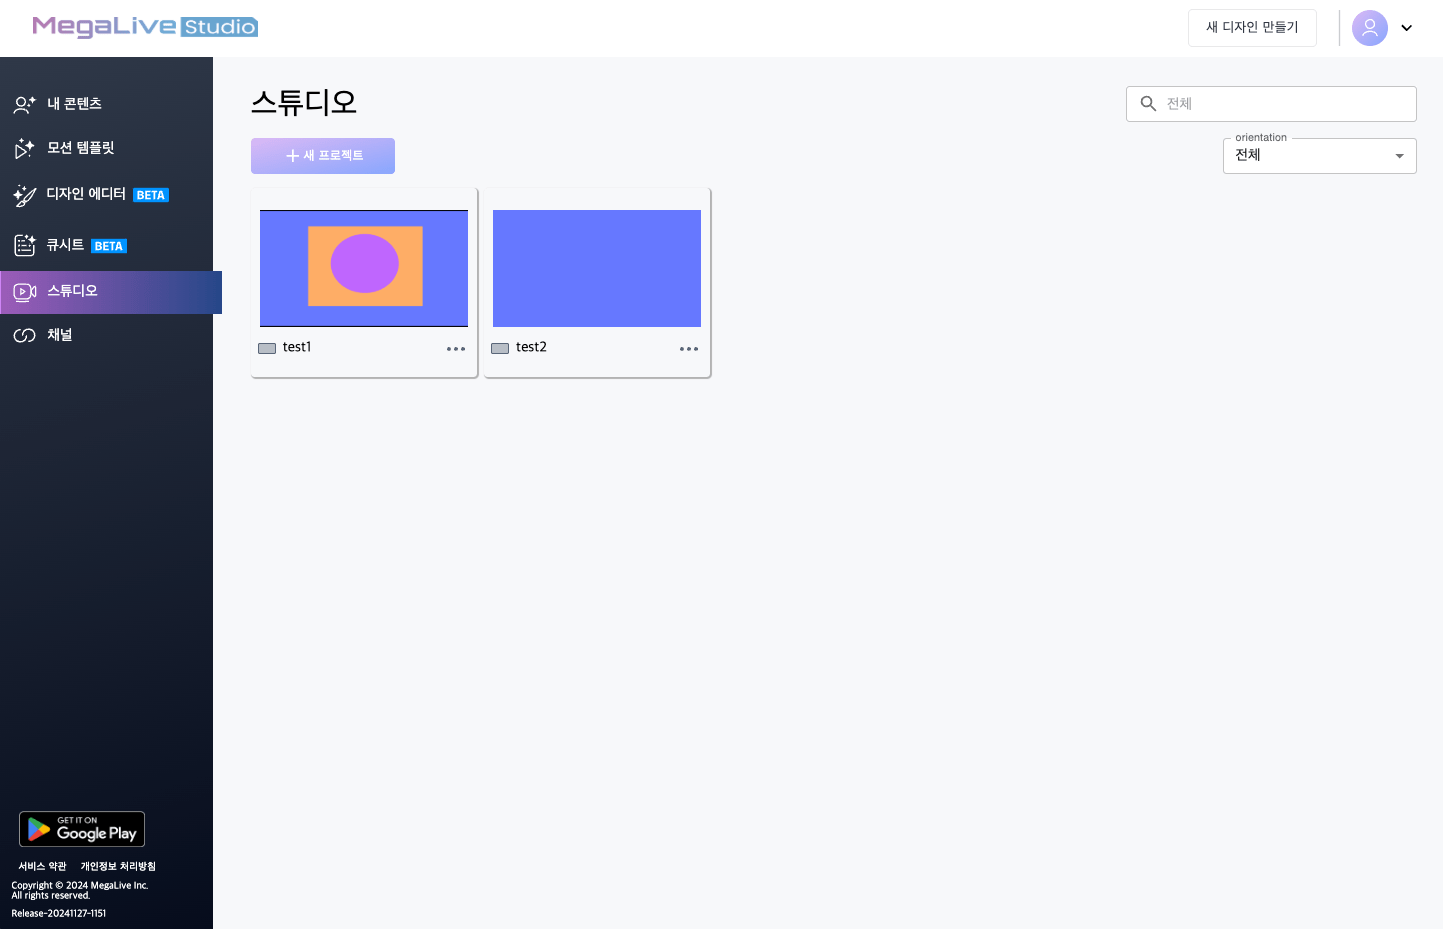 MegaLive Studio
새 디자인 만들기
내 콘텐츠
모션 템플릿
디자인 에디터 BETA
큐시트 BETA
스튜디오
채널
스튜디오
전체
새 프로젝트
orientation
전체
test1
test2
GET IT ON
Google Play
서비스 약관 개인정보 처리방침
Copyright © 2024 MegaLive Inc.
All rights reserved.
Release-20241127-1151